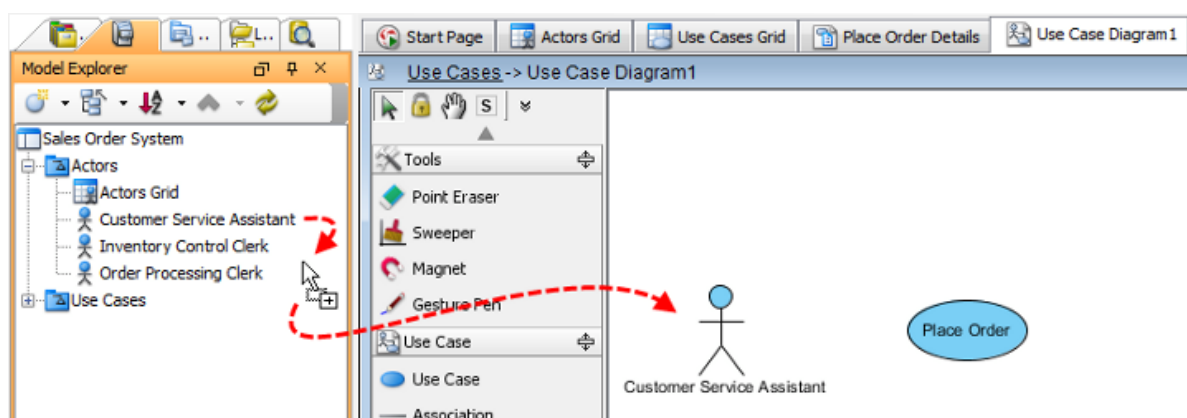 L..
Start Page
Actors Grid
Use Cases Grid
Place Order Details
Use Case Diagram1
Model Explorer
Use Cases -> Use Case Diagram1
S
Sales Order System
Tools
Actors
Actors Grid
Point Eraser
Customer Service Assistant
Sweeper
Inventory Control Clerk
Order Processing Clerk
Magnet
Use Cases
Gesture Pen
Use Case
Place Order
Use Case
Customer Service Assistant
Association